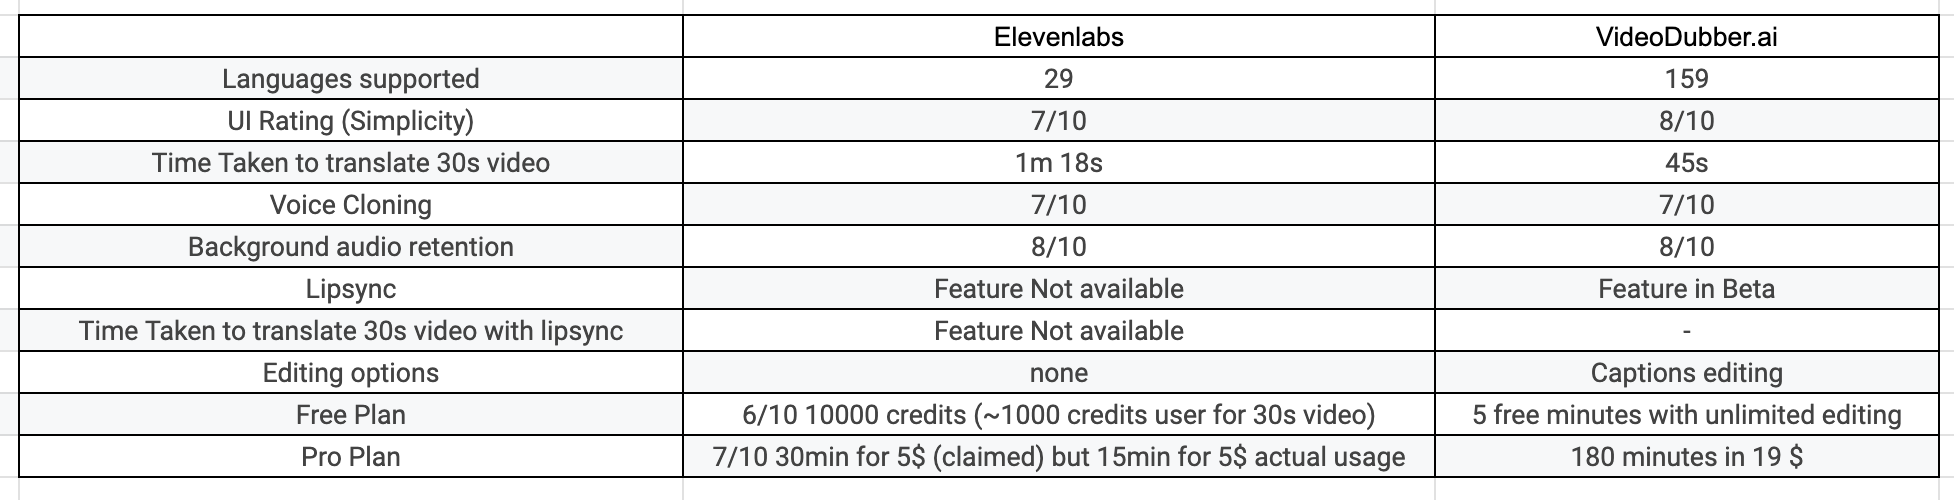 Elevenlabs VideoDubber.ai
Languages supported 29 159
UI Rating (Simplicity) 7/10 8/10
Time Taken to translate 30s video 1m 18s 45s
Voice Cloning 7/10 7/10
Background audio retention 8/10 8/10
Lipsync Feature Not available Feature in Beta
Time Taken to translate 30s video with lipsync Feature Not available -
Editing options none Captions editing
Free Plan 6/10 10000 credits (~1000 credits user for 30s video) 5 free minutes with unlimited editing
Pro Plan 7/10 30min for 5$ (claimed) but 15min for 5$ actual usage 180 minutes in 19 $